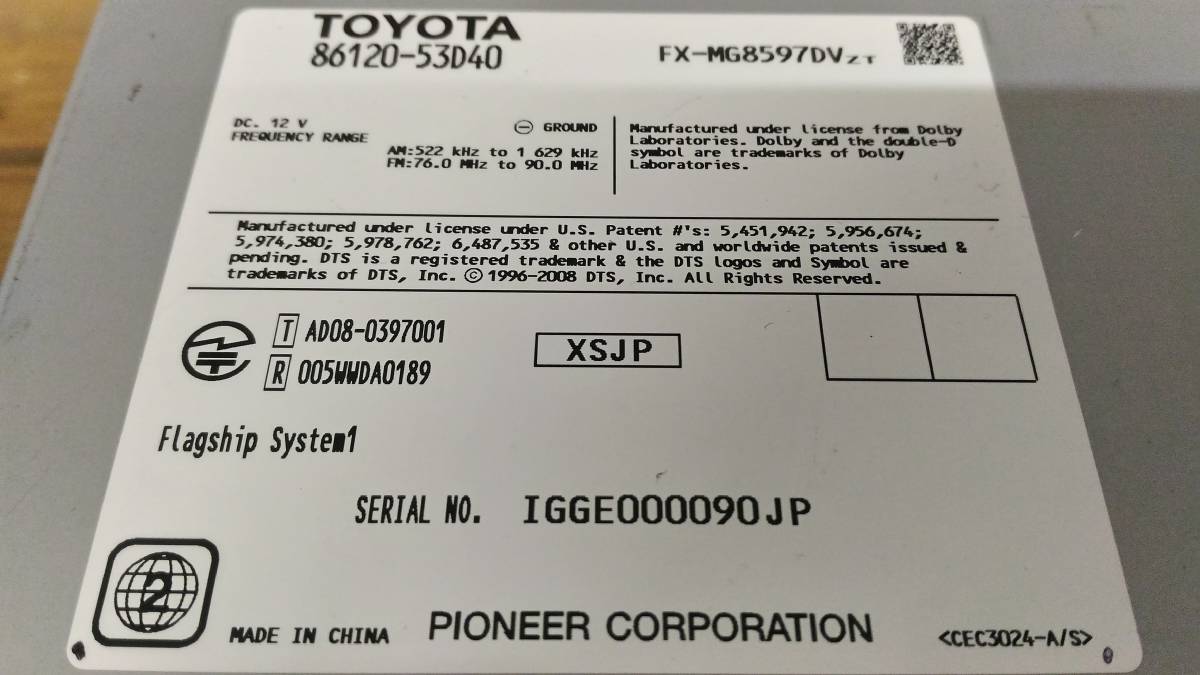 TOYOTA
86120-53D40
FX-MG8597DVZT
DC. 12 V
FREQUENCY RANGE
⊖ GROUND
AM:522 kHz to 1 629 kHz
FM:76.0 MHz to 90.0 MHz
Manufactured under license from Dolby
Laboratories. Dolby and the double-D
symbol are trademarks of Dolby
Laboratories.
Manufactured under license under U.S. Patent #'s: 5,451,942; 5,956,674;
5,974,380; 5,978,762; 6,487,535 & other U.S. and worldwide patents issued &
pending. DTS is a registered trademark & the DTS logos and Symbol are
trademarks of DTS, Inc. © 1996-2008 DTS, Inc. All Rights Reserved.
T AD08-0397001
R 005WWDA0189
XSJP
Flagship System1
SERIAL NO. IGGE000090JP
2
MADE IN CHINA
PIONEER CORPORATION
<CEC3024-A/S>